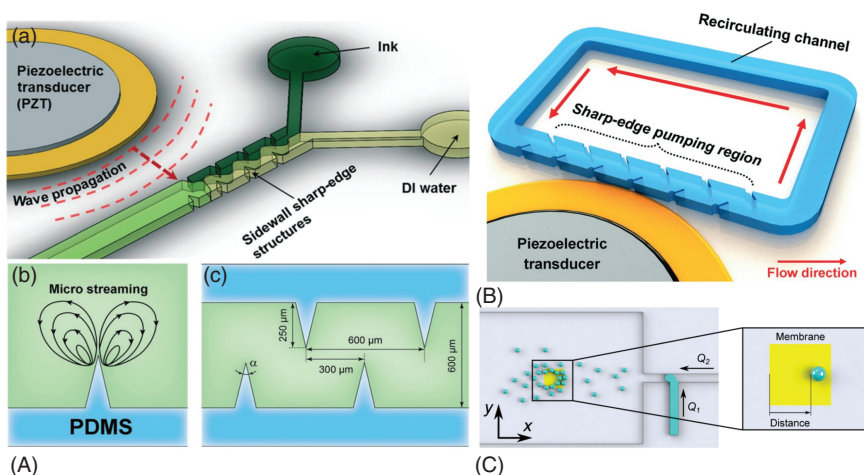 (a)
Ink
Piezoelectric
transducer
(PZT)
Wave propagation
Sidewall sharp-edge
structures
DI water
(b)
Micro streaming
PDMS
(c)
250 μm
600 μm
300 μm
600 μm
α
(A)
Recirculating channel
Sharp-edge pumping
region
Piezoelectric
transducer
Flow direction
(B)
Q2
Q1
y
x
Membrane
Distance
(C)